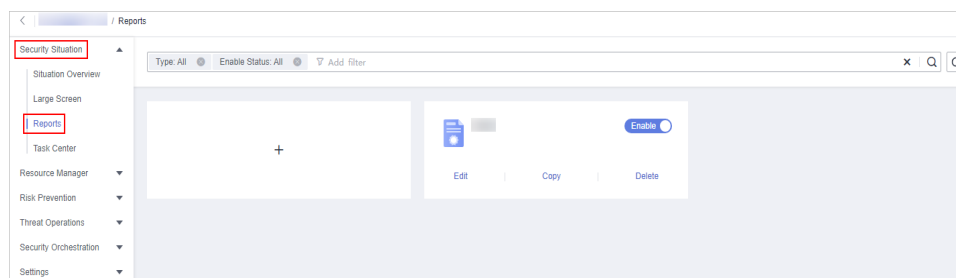 / Reports
Security Situation
Situation Overview
Large Screen
Reports
Task Center
Resource Manager
Risk Prevention
Threat Operations
Security Orchestration
Settings
Type: All Enable Status: All Add filter
+
Enable
Edit Copy Delete